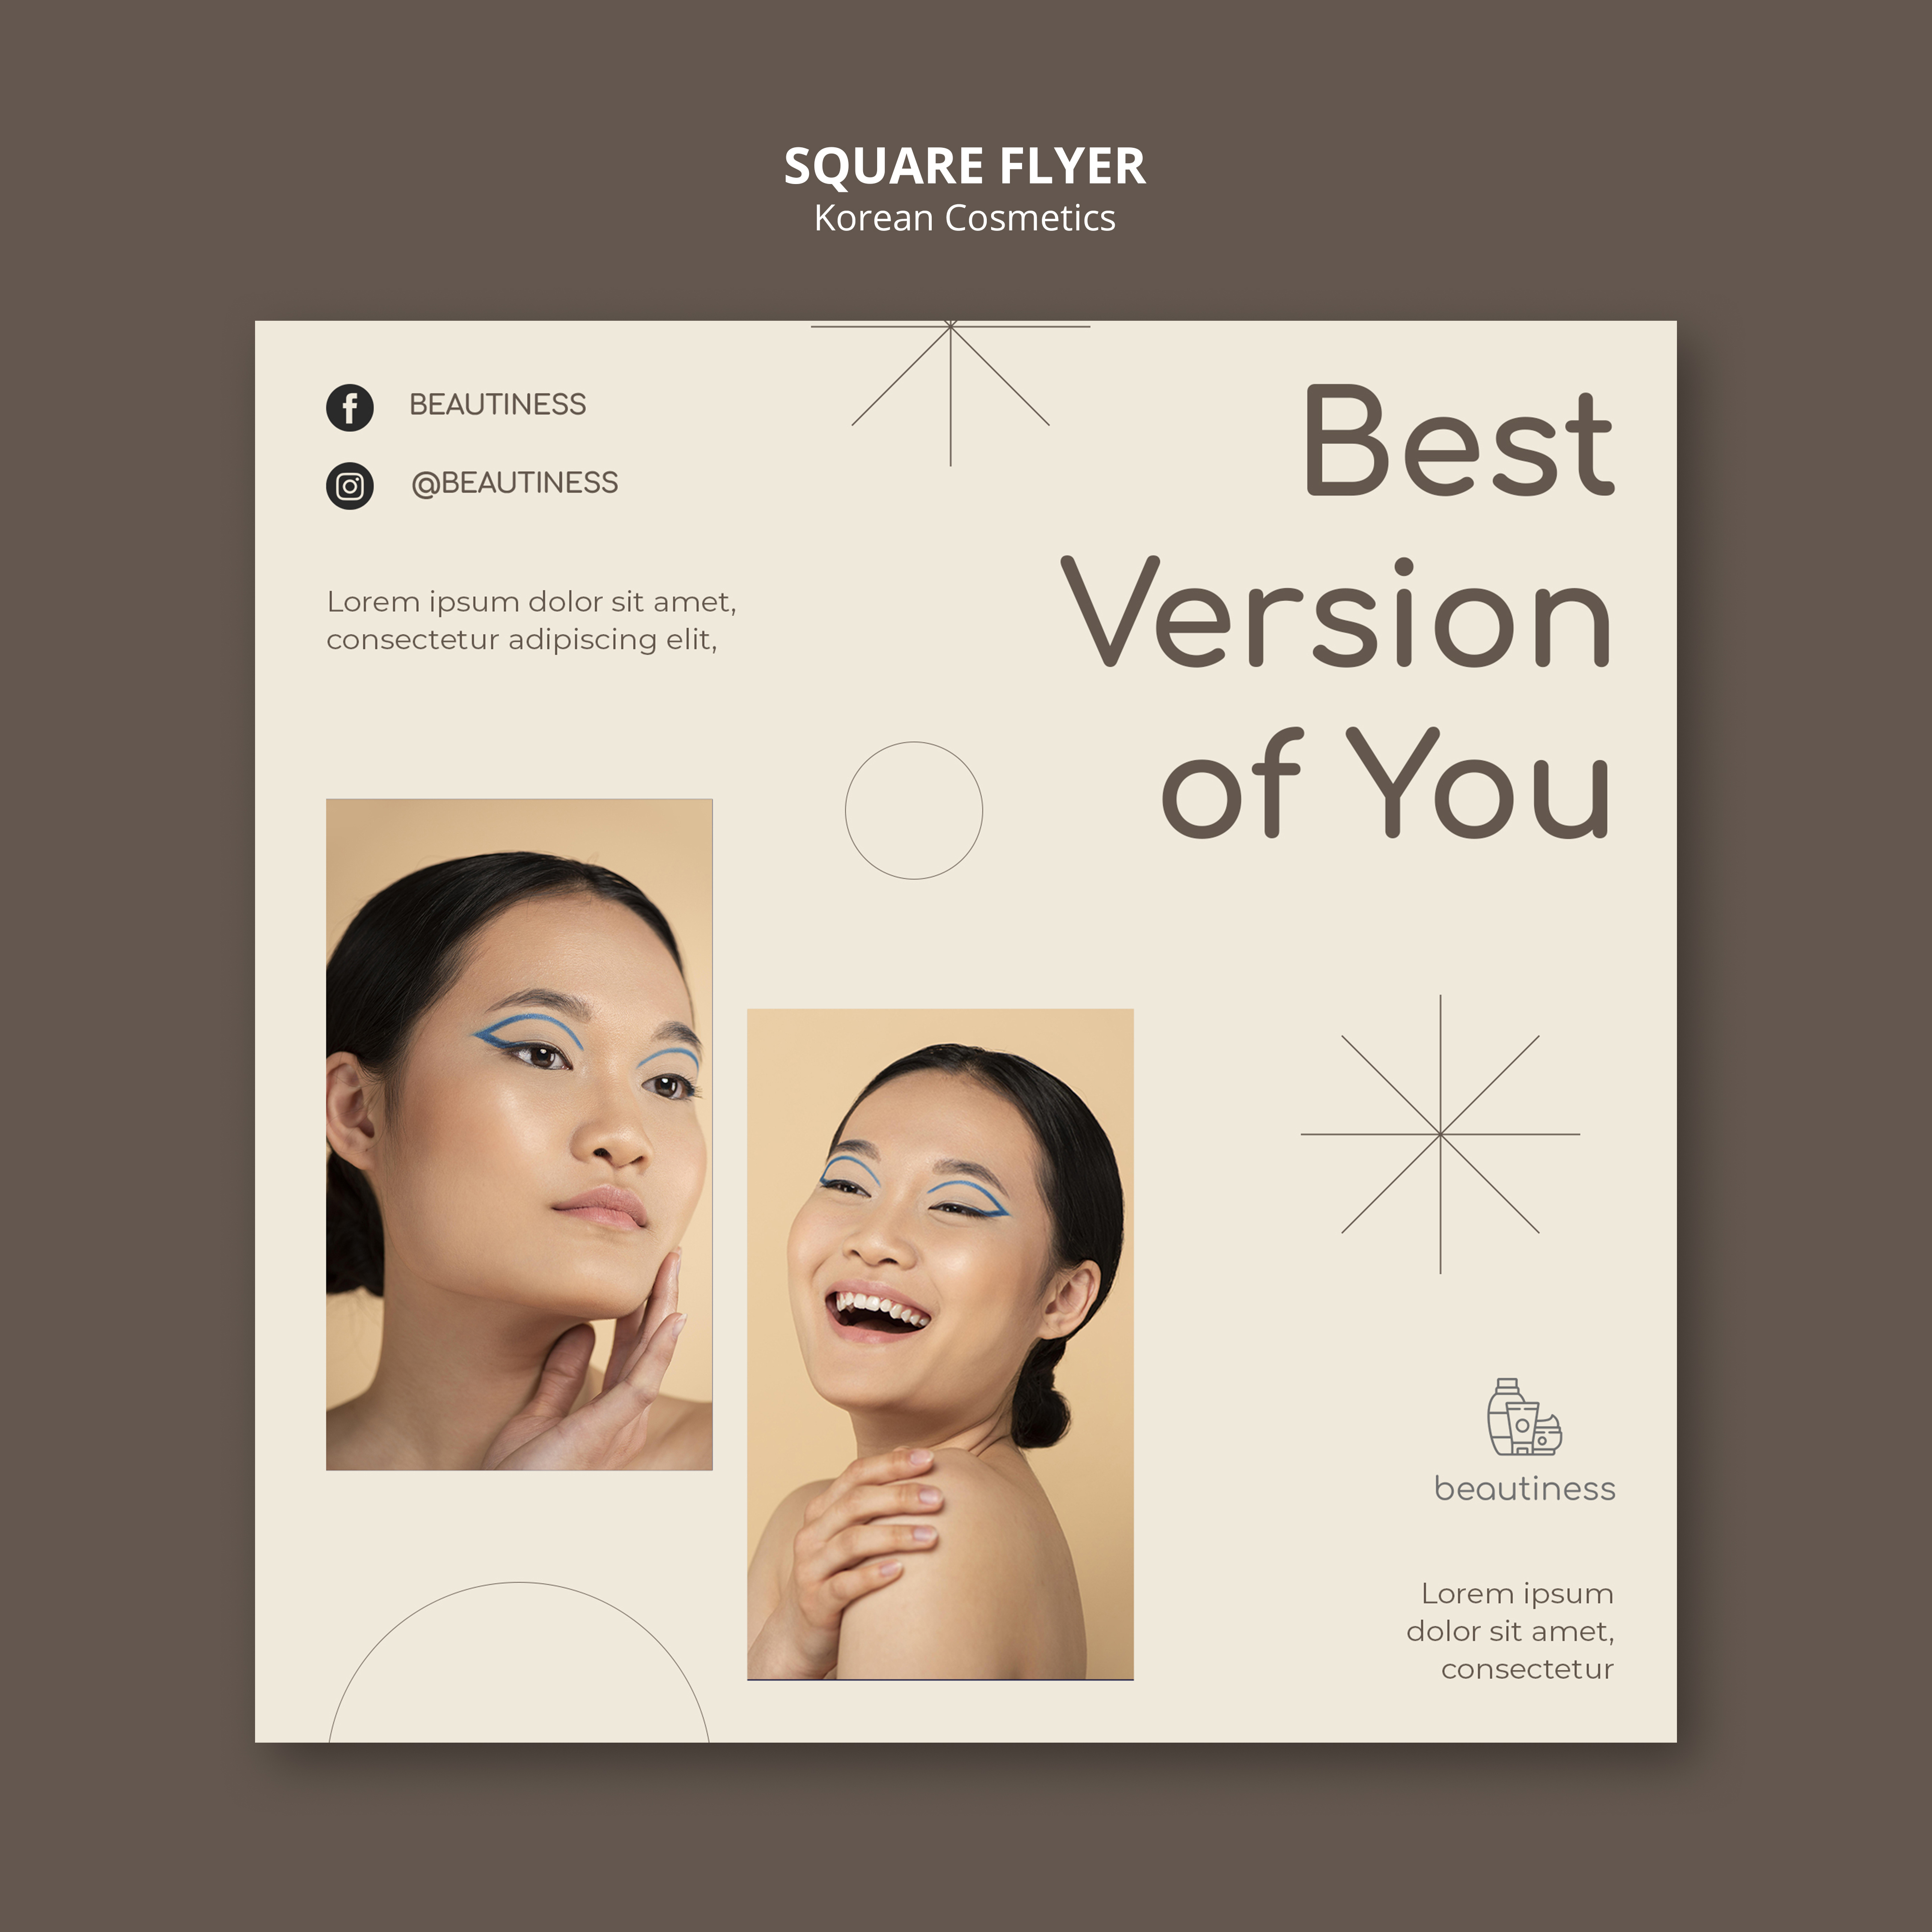 SQUARE FLYER
Korean Cosmetics
BEAUTINESS
@BEAUTINESS
Lorem ipsum dolor sit amet,
consectetur adipiscing elit,
Best
Version
of You
beautiness
Lorem ipsum
dolor sit amet,
consectetur